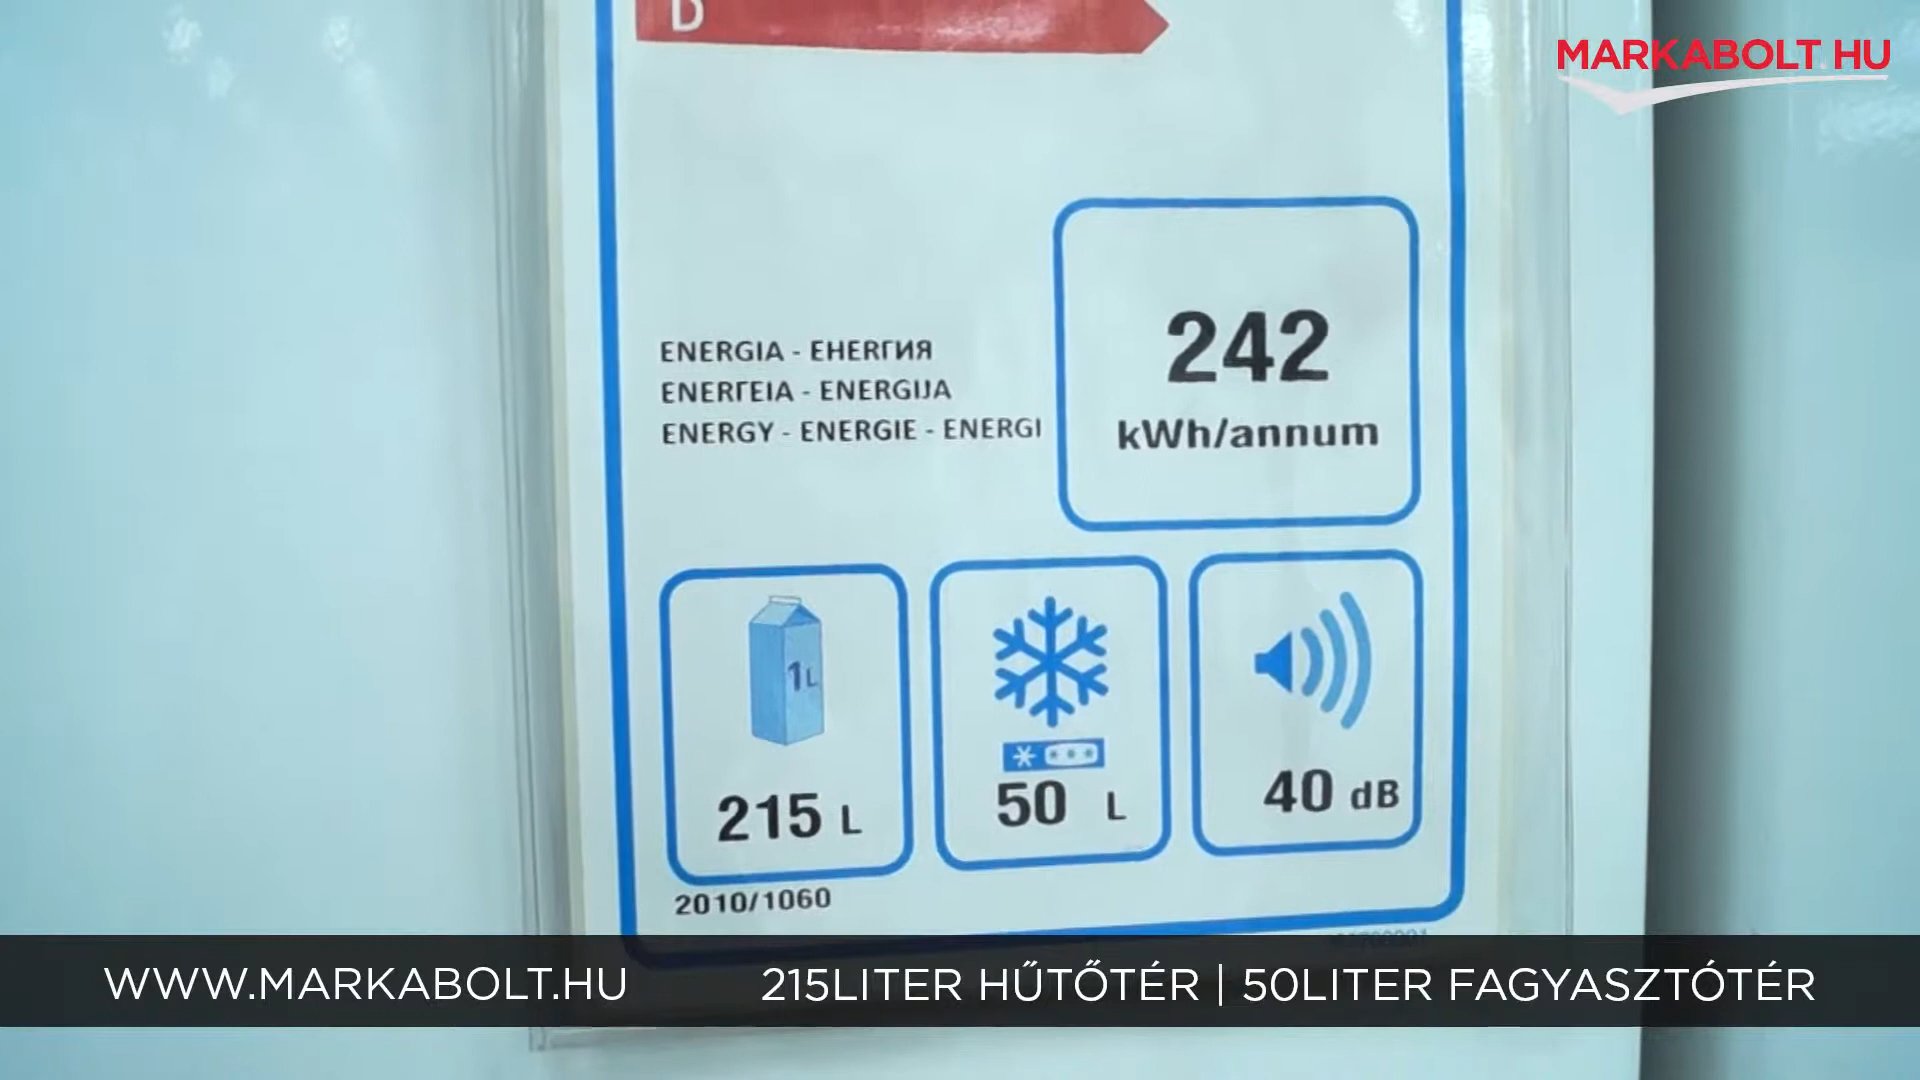 D
MARKABOLT.HU
242
kWh/annum
ENERGIA - ЕНЕРГИЯ
ΕΝΕΡΓΕΙΑ - ENERGIJA
ENERGY - ENERGIE - ENERGI
1L
215 L
50 L
40 dB
2010/1060
WWW.MARKABOLT.HU
215LITER HŰTŐTÉR | 50LITER FAGYASZTÓTÉR